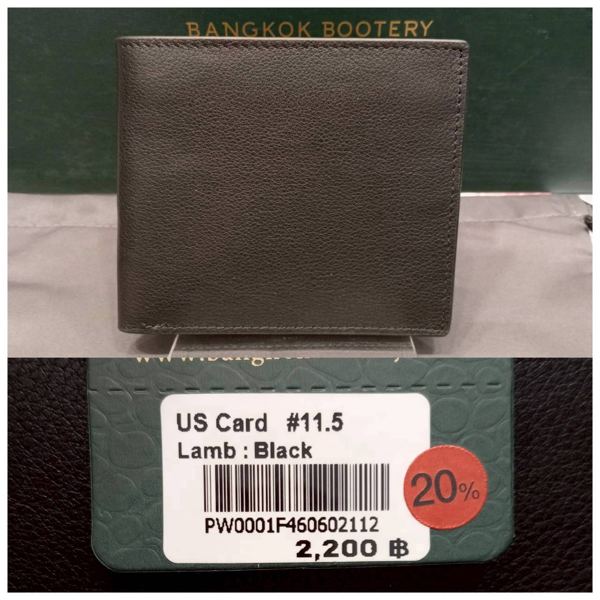 BANGKOK BOOTERY
US Card #11.5
Lamb : Black
20%
PW0001F460602112
2,200 ฿